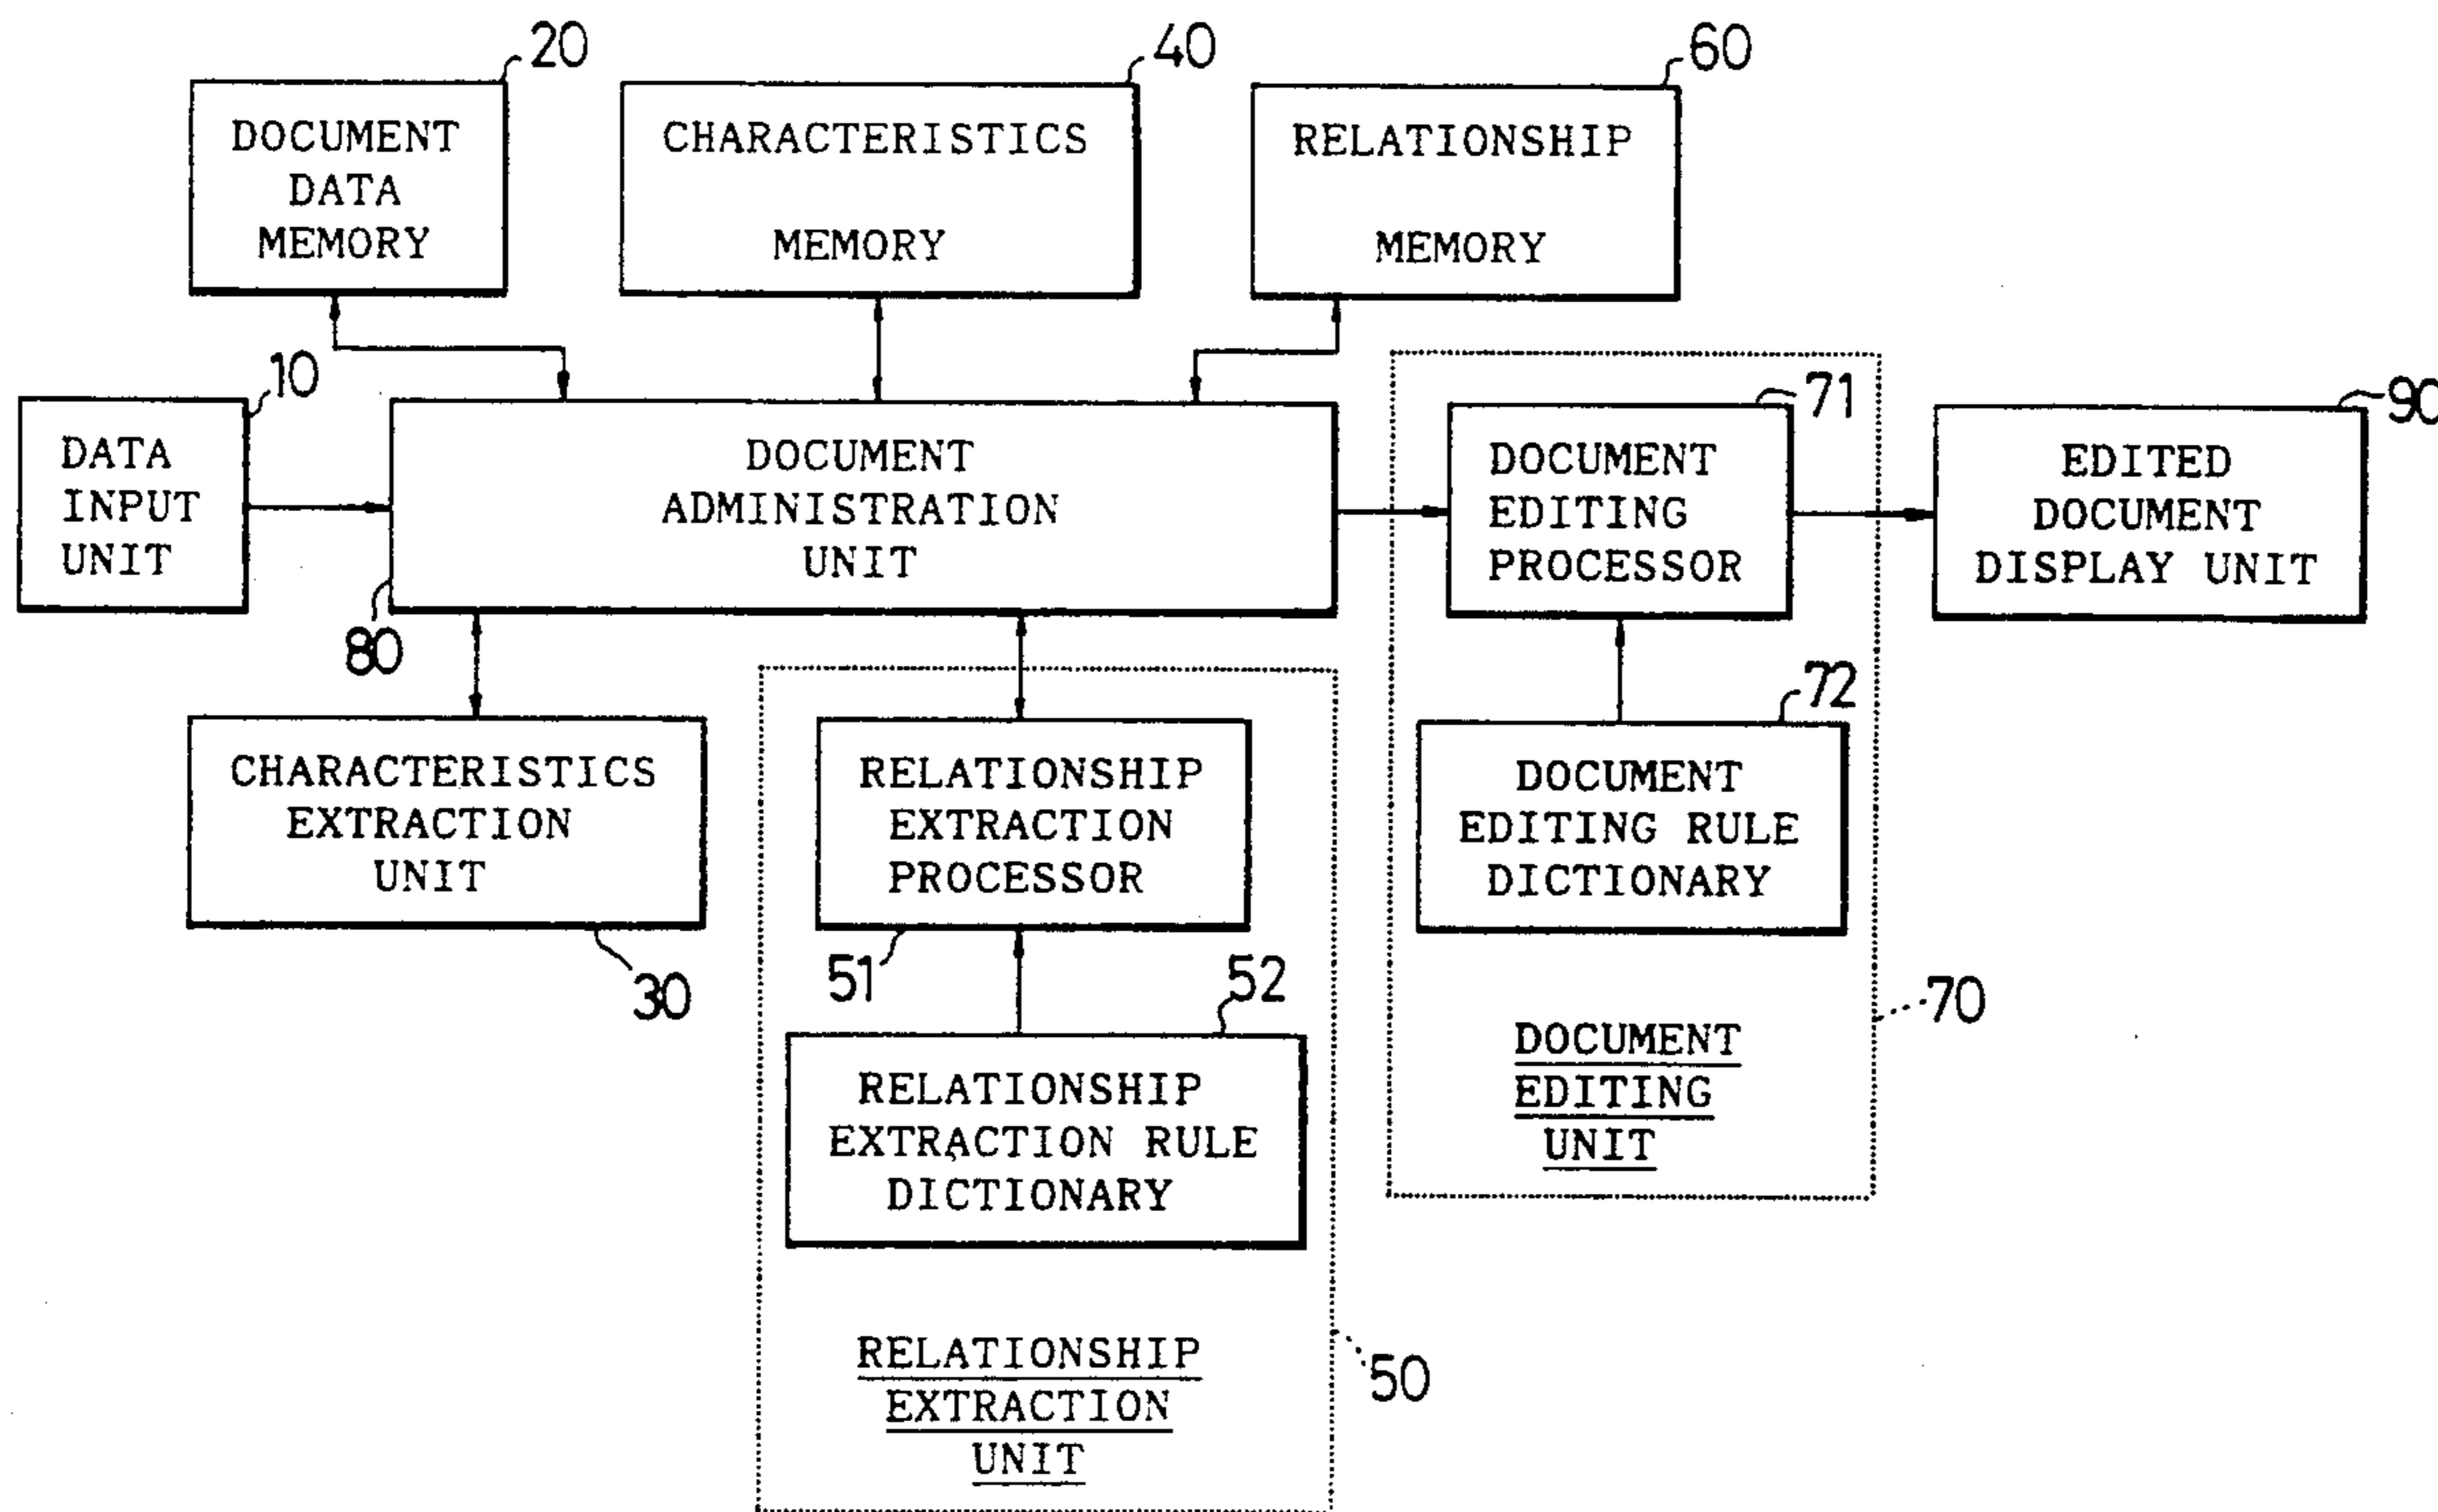 20
40
60
DOCUMENT
DATA
MEMORY
CHARACTERISTICS
MEMORY
RELATIONSHIP
MEMORY
10
71
90
DATA
INPUT
UNIT
DOCUMENT
ADMINISTRATION
UNIT
DOCUMENT
EDITING
PROCESSOR
EDITED
DOCUMENT
DISPLAY UNIT
80
72
CHARACTERISTICS
EXTRACTION
UNIT
RELATIONSHIP
EXTRACTION
PROCESSOR
DOCUMENT
EDITING RULE
DICTIONARY
30
51
52
70
RELATIONSHIP
EXTRACTION RULE
DICTIONARY
DOCUMENT
EDITING
UNIT
RELATIONSHIP
EXTRACTION
UNIT
50